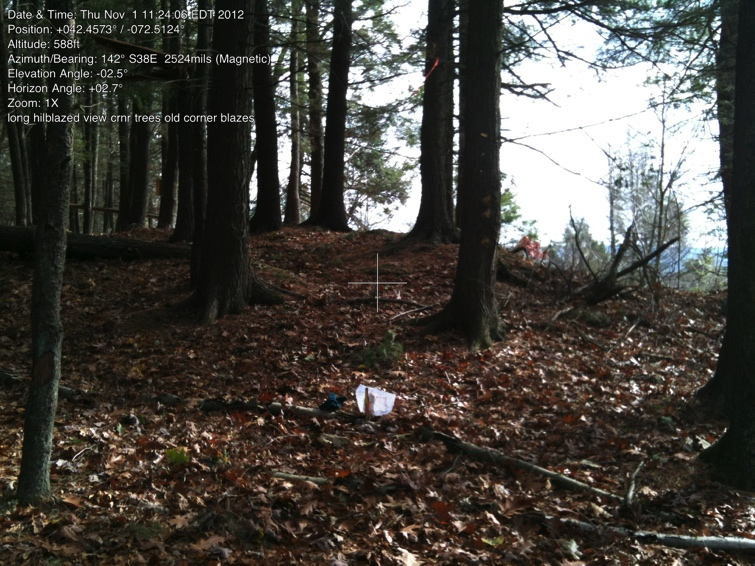 Date & Time: Thu Nov  1 11:24:06 EDT 2012
Position: +042.4573° / -072.5124°
Altitude: 588ft
Azimuth/Bearing: 142° S38E  2524mils (Magnetic)
Elevation Angle: -02.5°
Horizon Angle: +02.7°
Zoom: 1X
long hilblazed view crnr trees old corner blazes